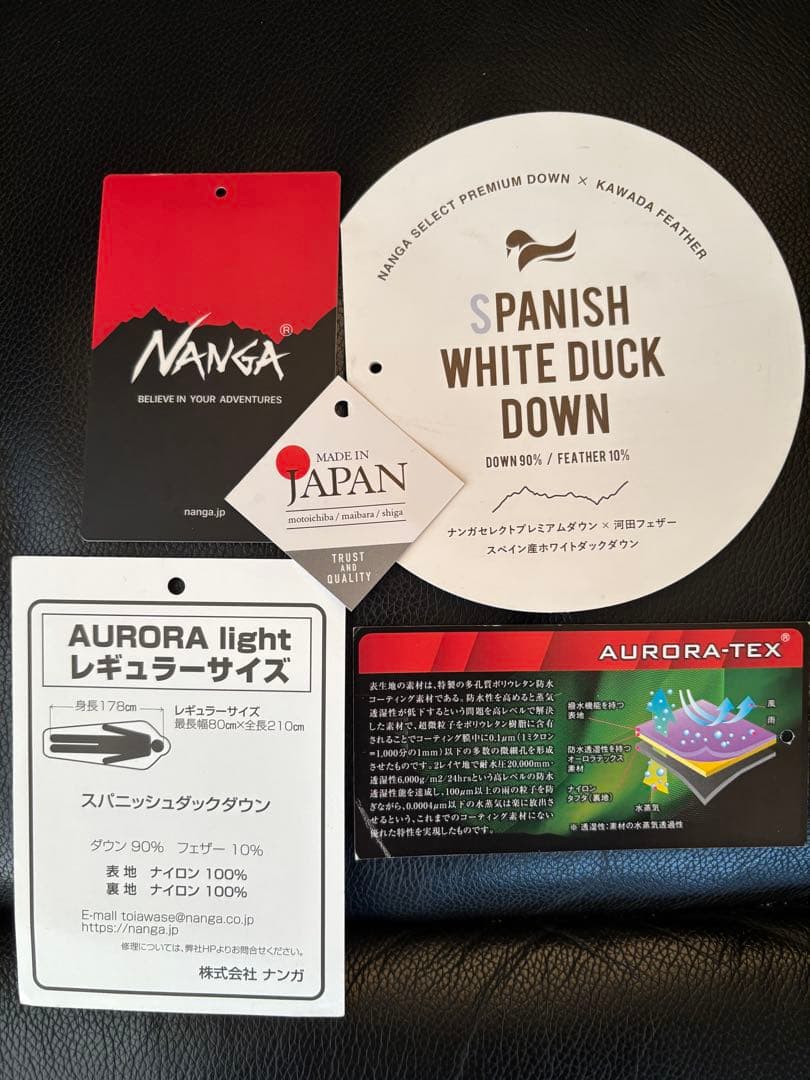 NANGA®
BELIEVE IN YOUR ADVENTURES
nanga.jp
NANGA SELECT PREMIUM DOWN × KAWADA FEATHER
SPANISH
WHITE DUCK
DOWN
DOWN 90% / FEATHER 10%
ナンガセレクトプレミアムダウン × 河田フェザー
スペイン産ホワイトダックダウン
MADE IN
JAPAN
motoichiba / maibara / shiga
TRUST
AND
QUALITY
AURORA light
レギュラーサイズ
身長178cm
レギュラーサイズ
最長幅80cm×全長210cm
スパニッシュダックダウン
ダウン 90% フェザー 10%
表 地 ナイロン 100%
裏 地 ナイロン 100%
E-mail toiawase@nanga.co.jp
https://nanga.jp
修理については、弊社HPよりお問合せください。
株式会社 ナンガ
AURORA-TEX®
表生地の素材は、特製の多孔質ポリウレタン防水
コーティング素材である。防水性を高めると蒸気
透湿性が低下するという問題を高レベルで解決
した素材で、超微粒子をポリウレタン樹脂に含有
されることでコーティング膜中に0.1μm(1ミクロン
=1,000分の1mm)以下の多数の微細孔を形成
させたものです。2レイヤ地で耐水圧20,000mm
透湿性6,000g/m2/24hrsという高レベルの防水
透湿性能を達成し、100μm以上の雨の粒子を防
ぎながら、0.0004μm以下の水蒸気は楽に放出さ
せるという、これまでのコーティング素材にない
優れた特性を実現したものです。
撥水機能を持つ
表地
防水透湿性を持つ
オーロラテックス
素材
ナイロン
タフタ(裏地)
水蒸気
風
雨
※ 透湿性：素材の水蒸気透過性